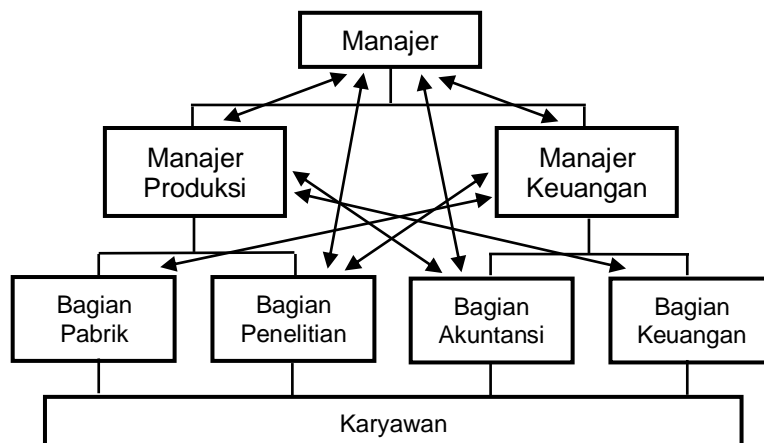 Manajer
Manajer
Produksi
Manajer
Keuangan
Bagian
Pabrik
Bagian
Penelitian
Bagian
Akuntansi
Bagian
Keuangan
Karyawan